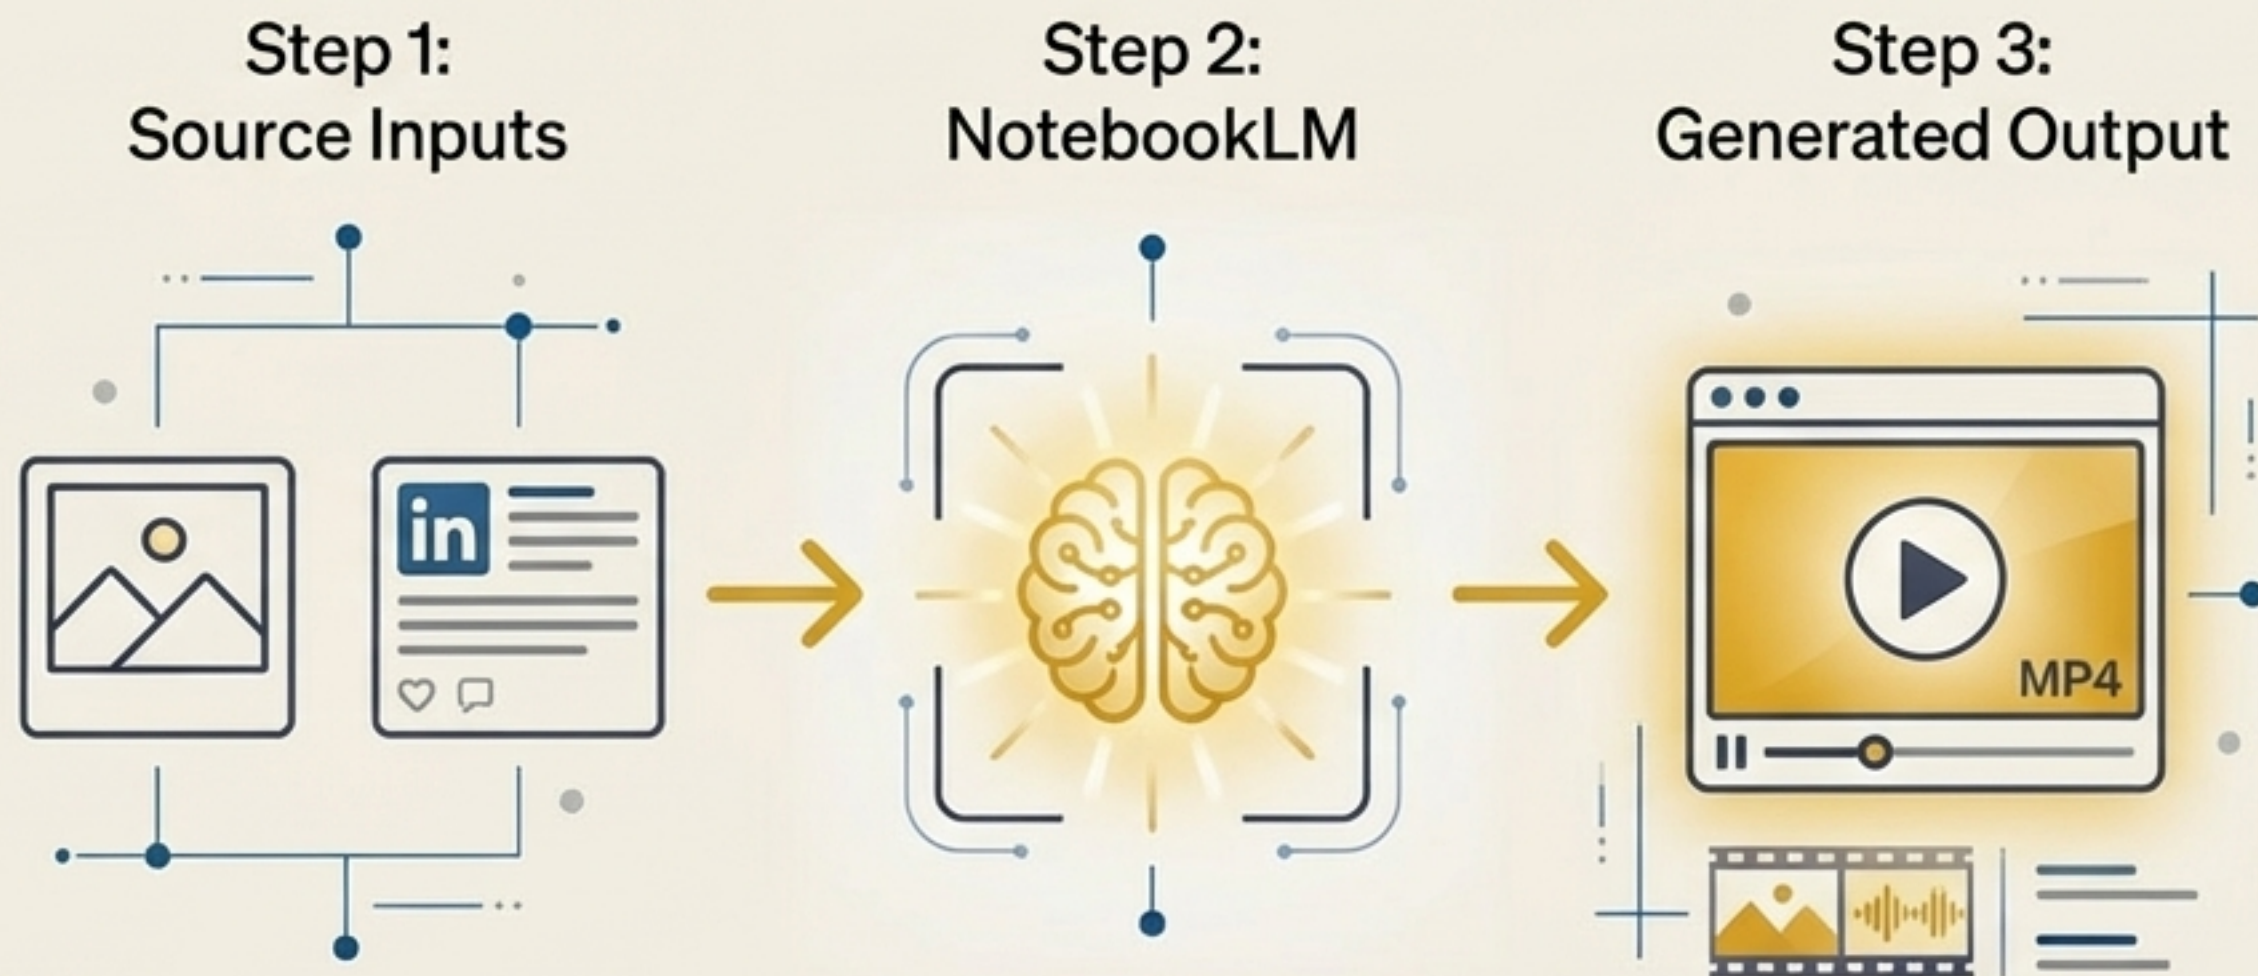 Step 1:
Source Inputs
Step 2:
NotebookLM
Step 3:
Generated Output
in
MP4